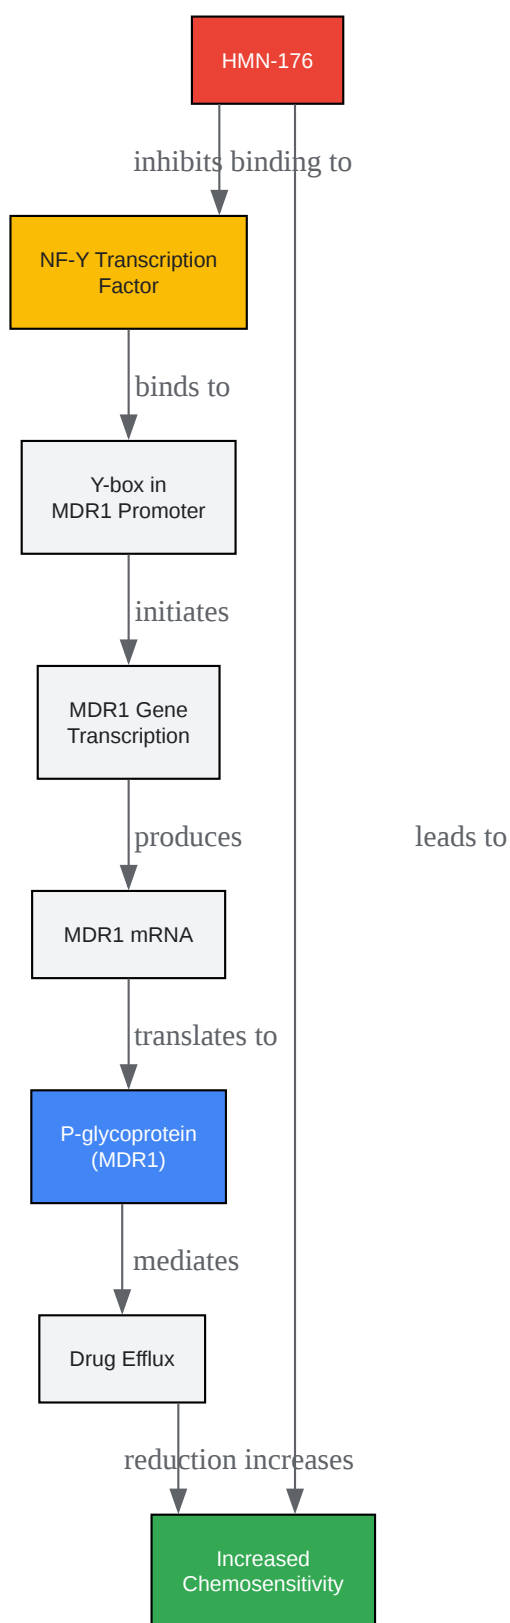 HMN-176
inhibits binding to
NF-Y Transcription
Factor
binds to
Y-box in
MDR1 Promoter
initiates
MDR1 Gene
Transcription
produces
leads to
MDR1 mRNA
translates to
P-glycoprotein
(MDR1)
mediates
Drug Efflux
reduction increases
Increased
Chemosensitivity